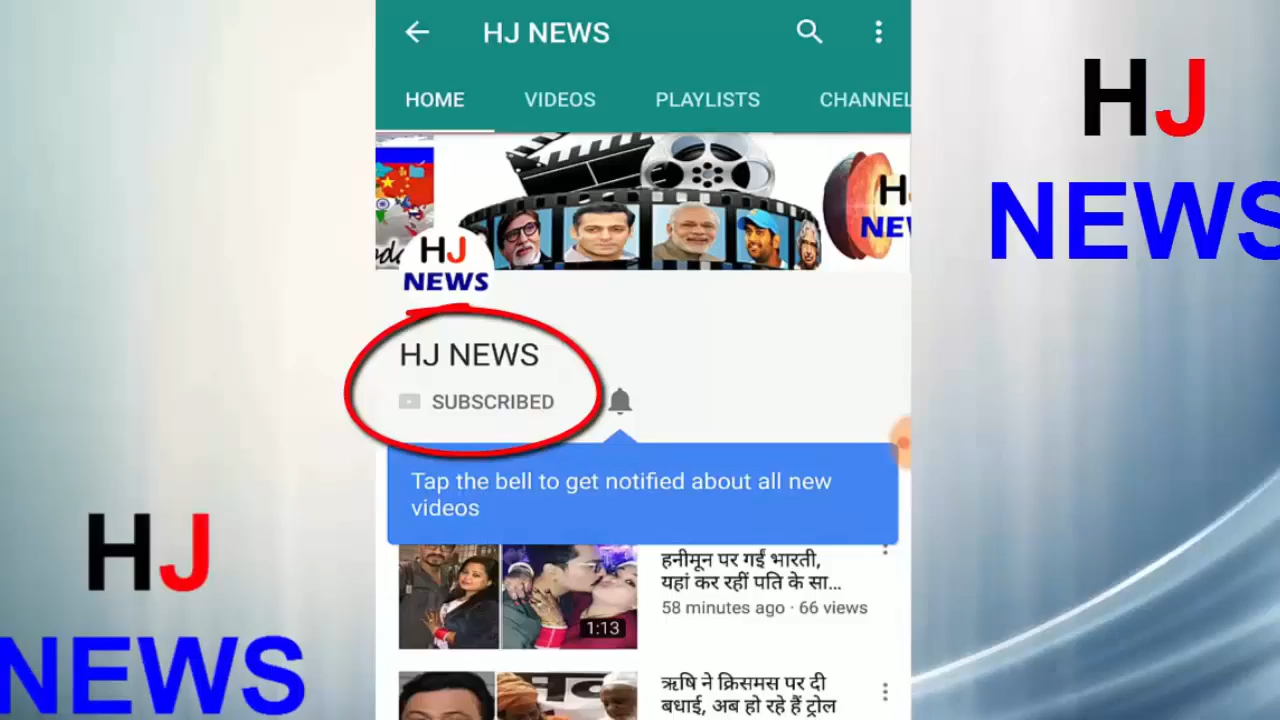 HJ NEWS
HOME VIDEOS PLAYLISTS CHANNEL
HJ
NEWS
HJ
NEWS
H
NE
HJ
NEWS
SUBSCRIBED
Tap the bell to get notified about all new
videos
हनीमून पर गईं भारती,
यहां कर रहीं पति के सा...
58 minutes ago · 66 views
1:13
ऋषि ने क्रिसमस पर दी
बधाई, अब हो रहे हैं ट्रोल
HJ
NEWS